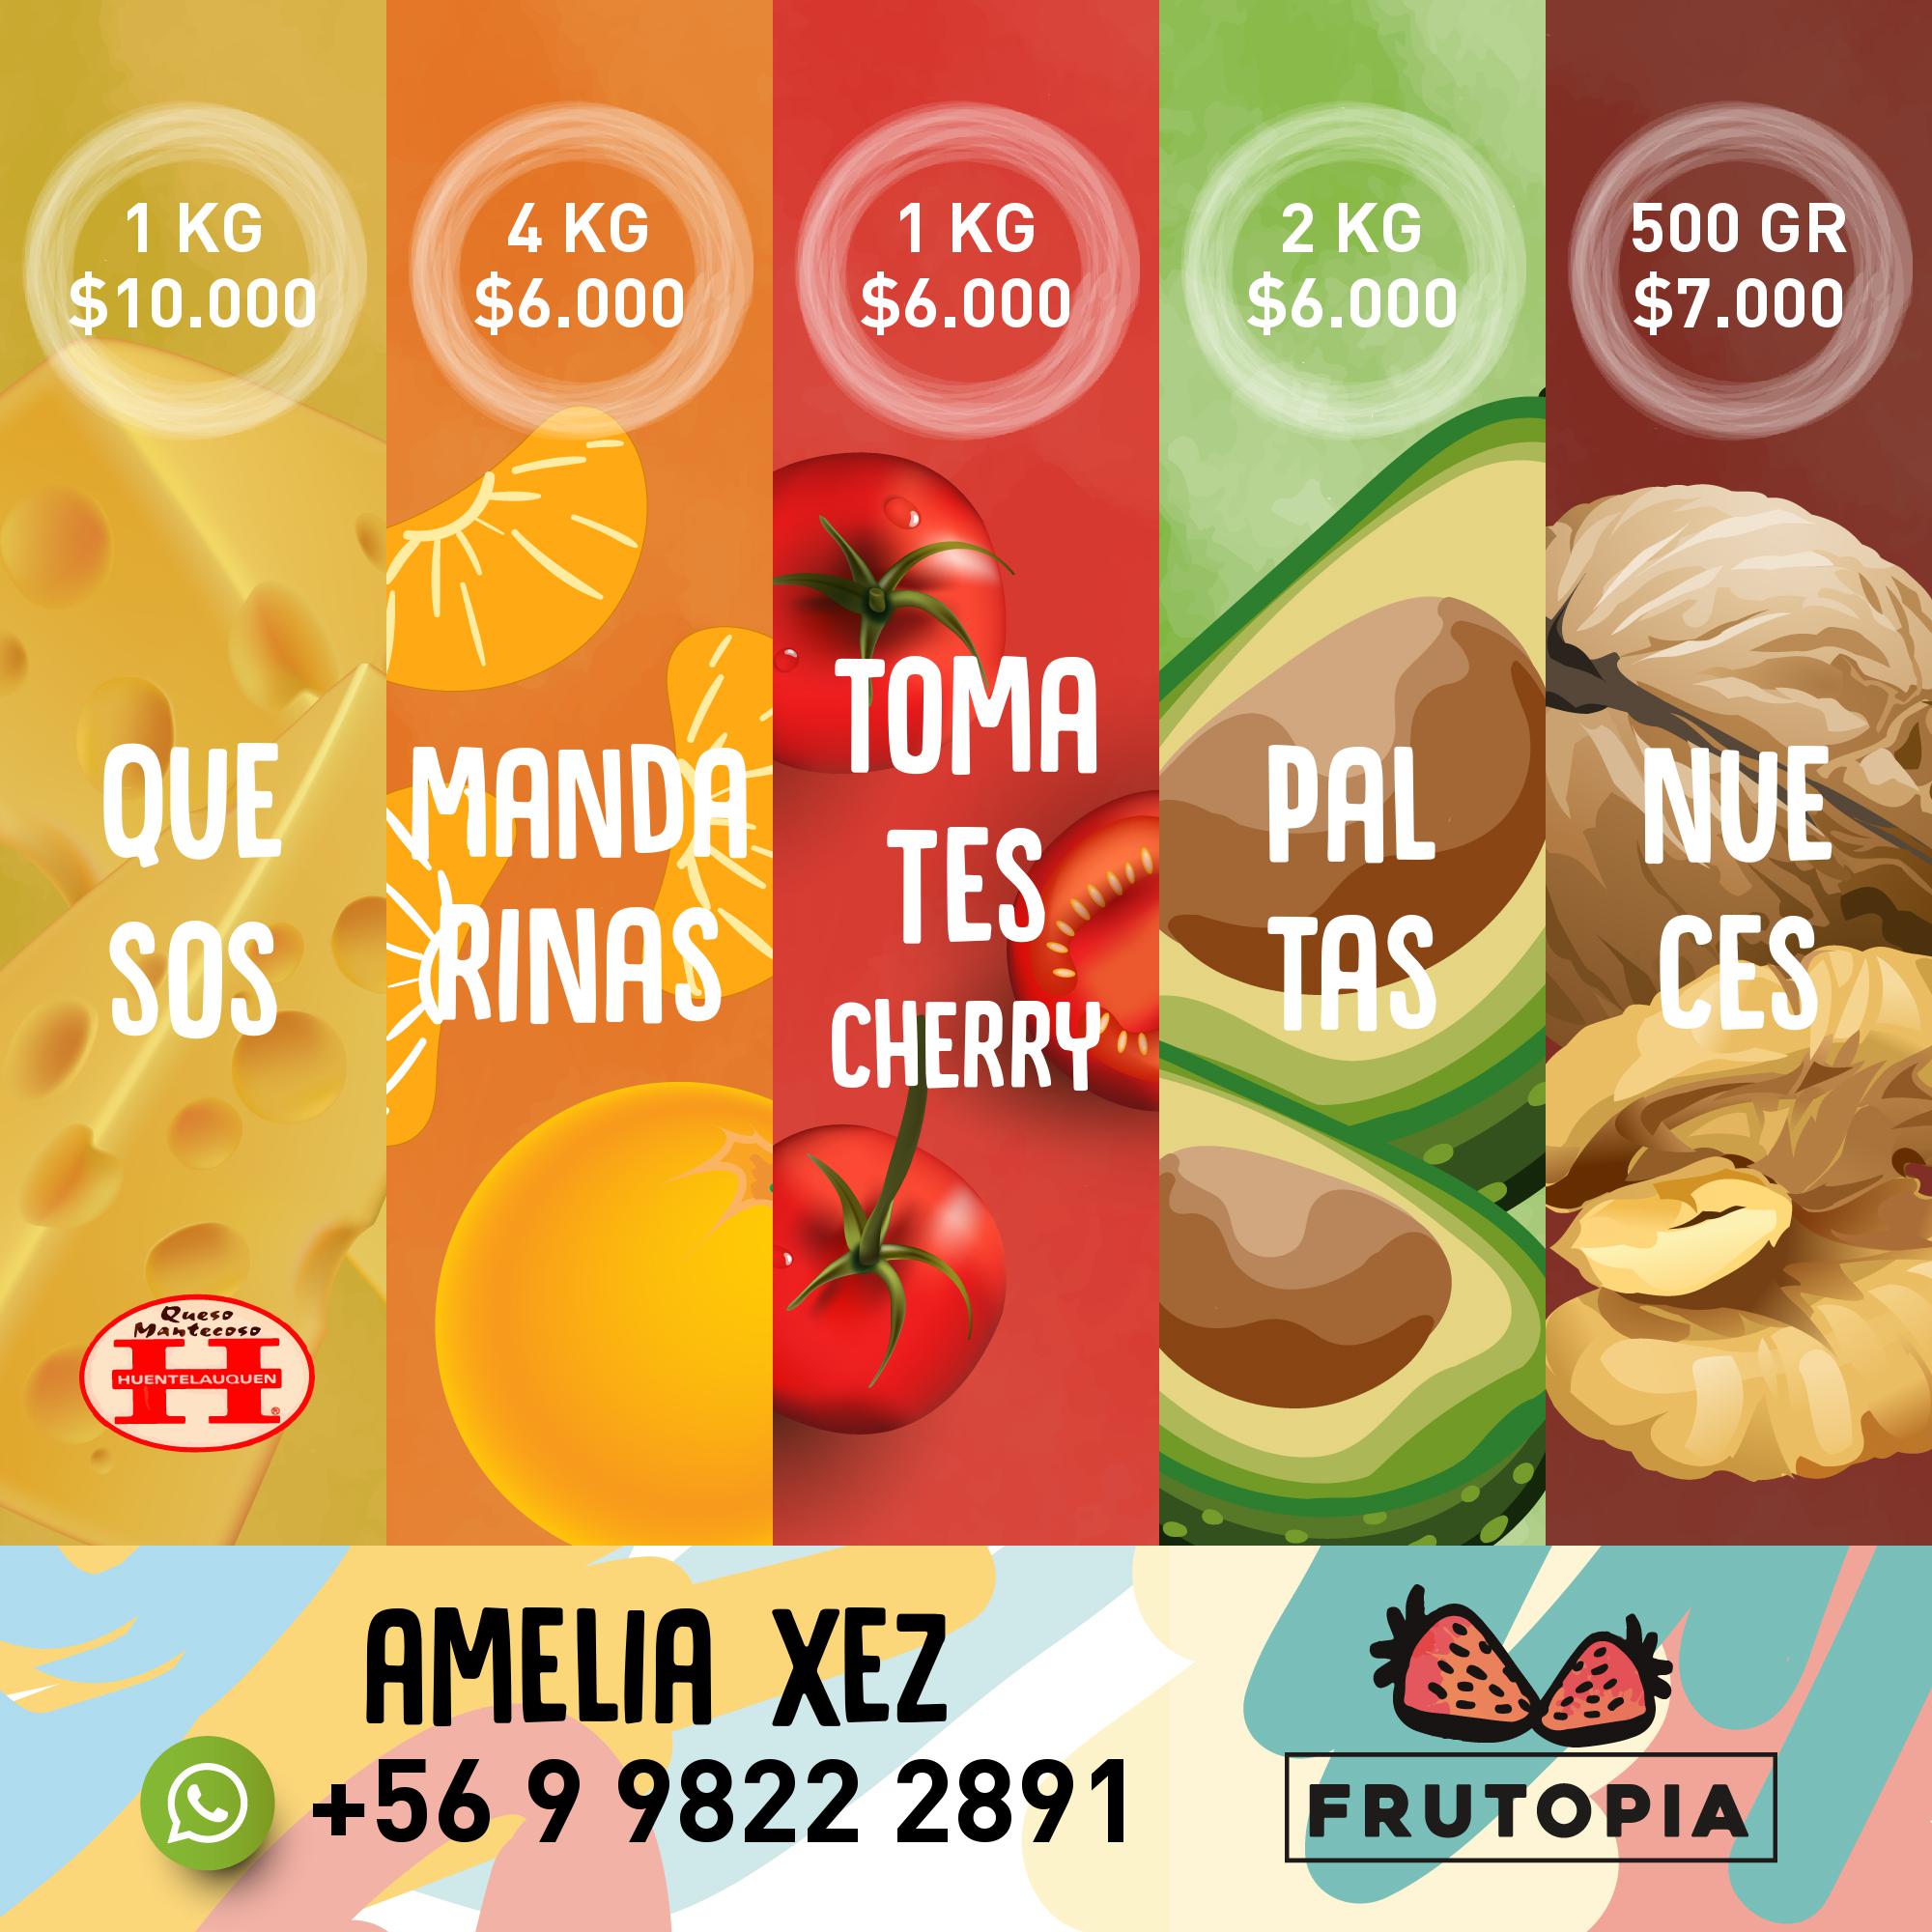 1 KG
$10.000
QUE
SOS
Queso
Mantecoso
H
HUENTELAUQUEN
®
4 KG
$6.000
MANDA
RINAS
1 KG
$6.000
TOMA
TES
CHERRY
2 KG
$6.000
PAL
TAS
500 GR
$7.000
NUE
CES
AMELIA XEZ
+56 9 9822 2891
FRUTOPIA